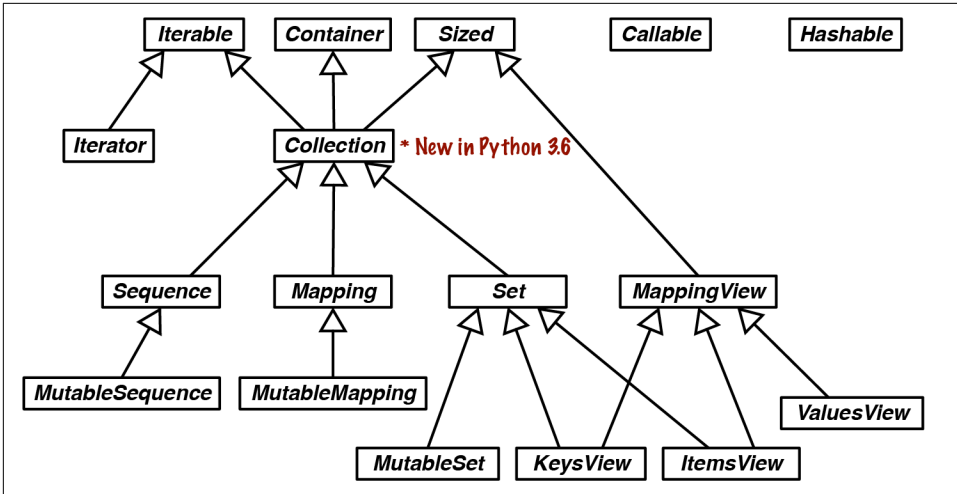 Iterable Container Sized Callable Hashable
Iterator Collection * New in Python 3.6
Sequence Mapping Set MappingView
MutableSequence MutableMapping ValuesView
MutableSet KeysView ItemsView